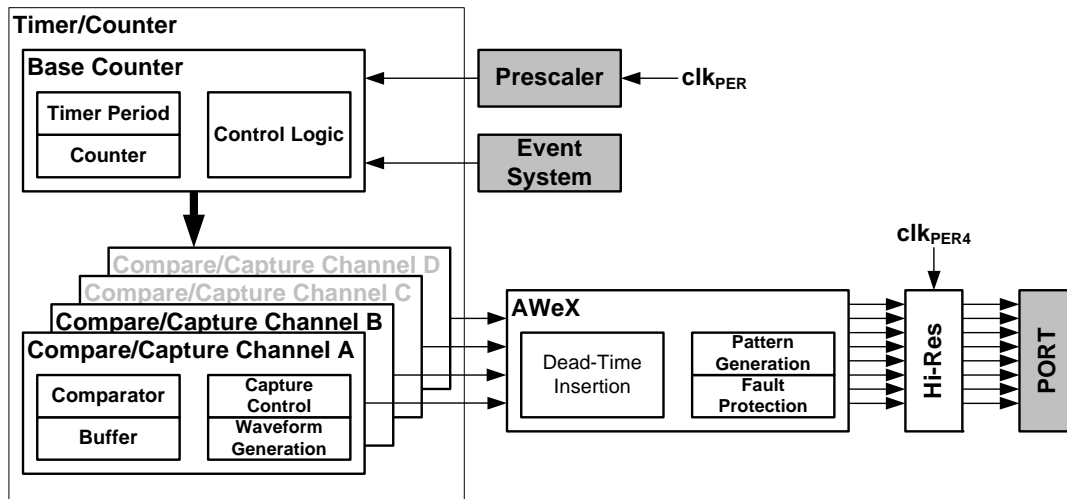 Timer/Counter
Base Counter
Timer Period
Counter
Control Logic
Prescaler
clkPER
Event
System
Compare/Capture Channel D
Compare/Capture Channel C
Compare/Capture Channel B
Compare/Capture Channel A
Comparator
Buffer
Capture
Control
Waveform
Generation
AWeX
Dead-Time
Insertion
Pattern
Generation
Fault
Protection
clkPER4
Hi-Res
PORT